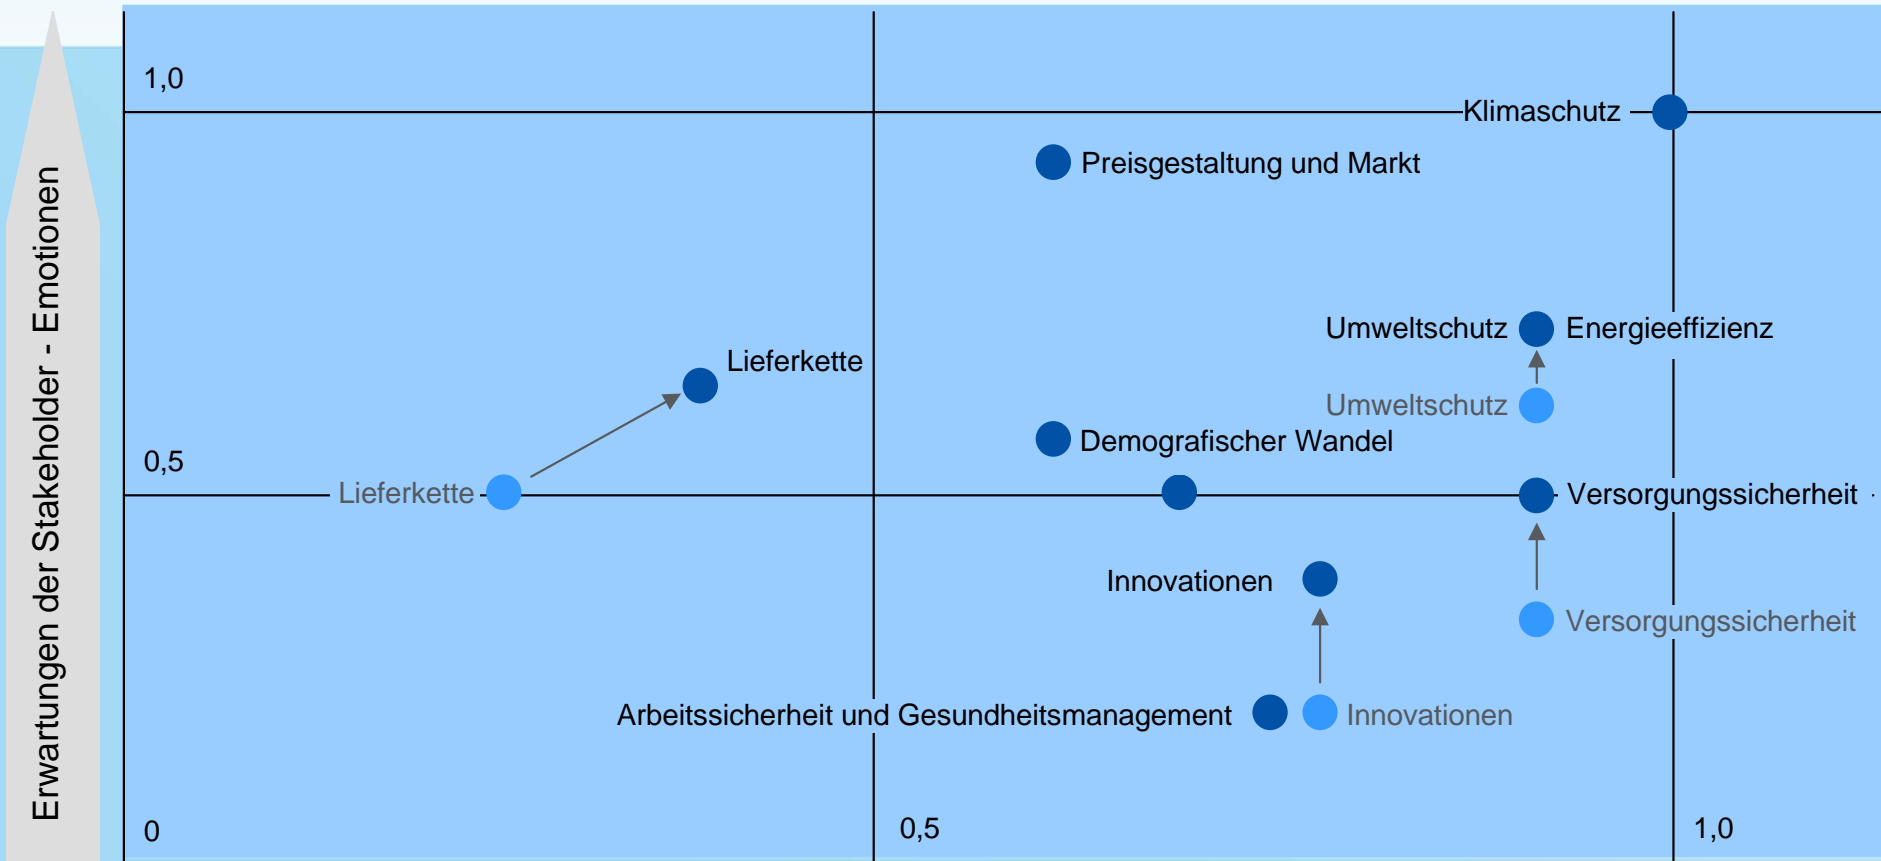 Erwartungen der Stakeholder - Emotionen
1,0
Klimaschutz
Preisgestaltung und Markt
Umweltschutz
Energieeffizienz
Lieferkette
Umweltschutz
Demografischer Wandel
0,5
Lieferkette
Versorgungssicherheit
Innovationen
Versorgungssicherheit
Arbeitssicherheit und Gesundheitsmanagement
Innovationen
0
0,5
1,0